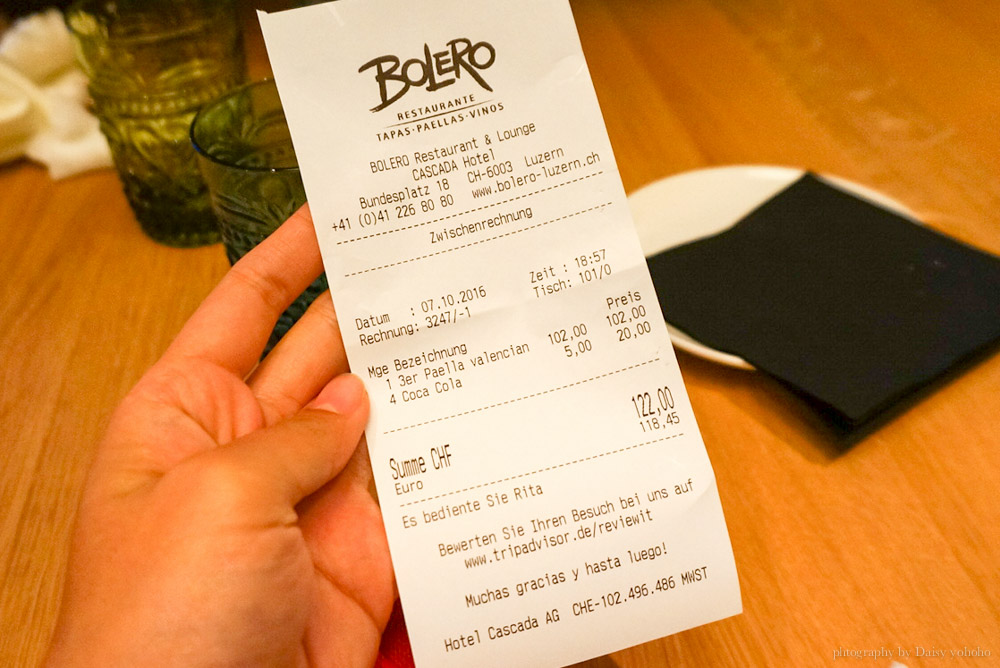 BOLERO
RESTAURANTE
TAPAS·PAELLAS·VINOS
BOLERO Restaurant & Lounge
CASCADA Hotel
Bundesplatz 18 CH-6003 Luzern
+41 (0)41 226 80 80 www.bolero-luzern.ch
Zwischenrechnung
Datum : 07.10.2016 Zeit : 18:57
Rechnung: 3247/-1 Tisch: 101/0
Mge Bezeichnung Preis
1 3er Paella valencian 102,00 102,00
4 Coca Cola 5,00 20,00
Summe CHF 122,00
Euro 118,45
Es bediente Sie Rita
Bewerten Sie Ihren Besuch bei uns auf
www.tripadvisor.de/reviewit
Muchas gracias y hasta luego!
Hotel Cascada AG CHE-102.496.486 MWST
phtography by Daisy yohoho